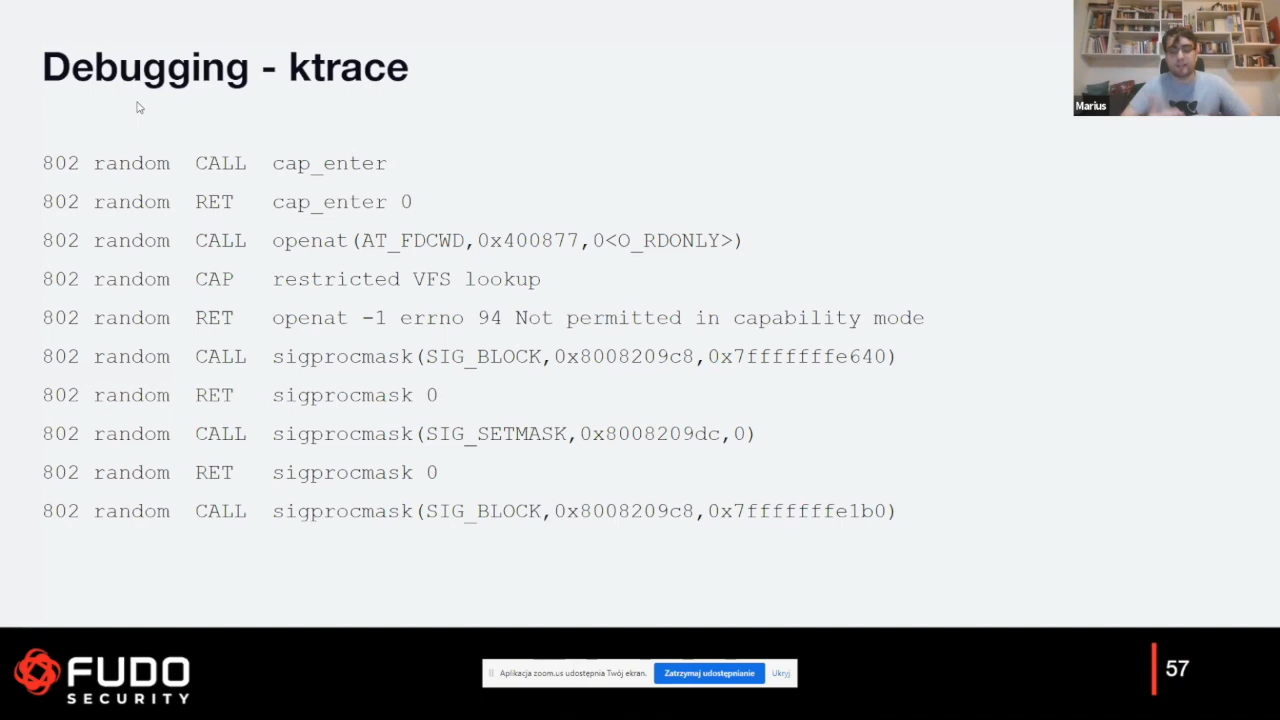 Debugging - ktrace
Marius
802 random CALL cap_enter
802 random RET cap_enter 0
802 random CALL openat(AT_FDCWD,0x400877,0<O_RDONLY>)
802 random CAP restricted VFS lookup
802 random RET openat -1 errno 94 Not permitted in capability mode
802 random CALL sigprocmask(SIG_BLOCK,0x8008209c8,0x7fffffffe640)
802 random RET sigprocmask 0
802 random CALL sigprocmask(SIG_SETMASK,0x8008209dc,0)
802 random RET sigprocmask 0
802 random CALL sigprocmask(SIG_BLOCK,0x8008209c8,0x7fffffffe1b0)
FUDO
SECURITY
Aplikacja zoom.us udostępnia Twój ekran. Zatrzymaj udostępnianie Ukryj
57